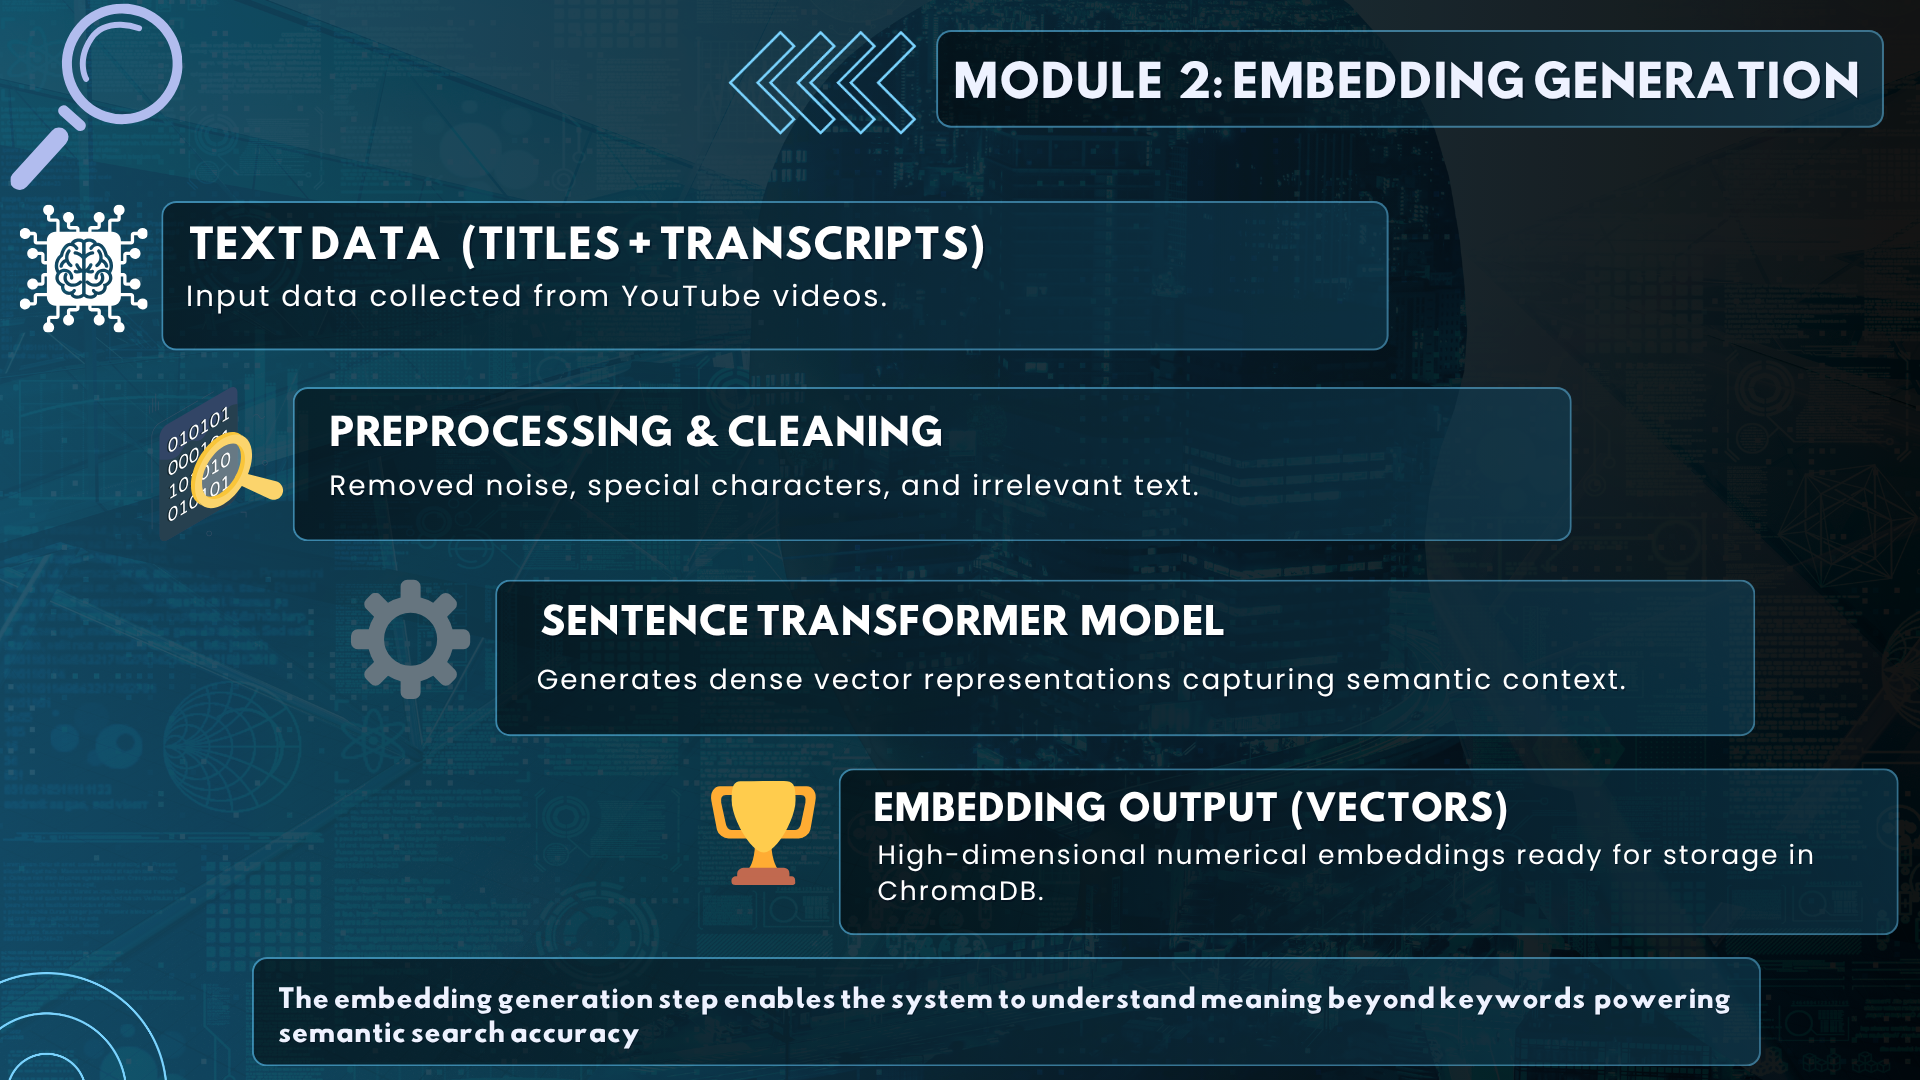 MODULE 2: EMBEDDING GENERATION
TEXT DATA (TITLES + TRANSCRIPTS)
Input data collected from YouTube videos.
010101
PREPROCESSING & CLEANING
Removed noise, special characters, and irrelevant text.
SENTENCE TRANSFORMER MODEL
Generates dense vector representations capturing semantic context.
EMBEDDING OUTPUT (VECTORS)
High-dimensional numerical embeddings ready for storage in
ChromaDB.
The embedding generation step enables the system to understand meaning beyond keywords powering
semantic search accuracy